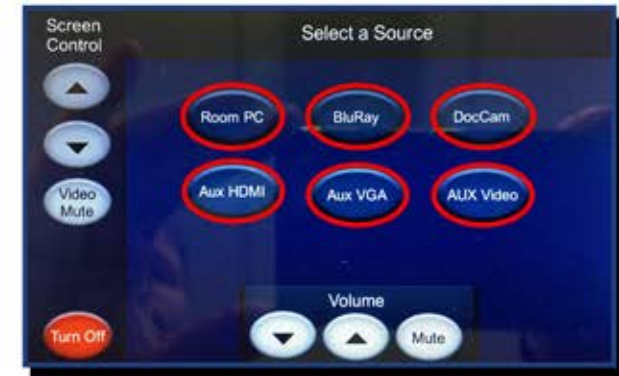 Screen
Control
Select a Source
Room PC
BluRay
DocCam
Aux HDMI
Aux VGA
AUX Video
Video
Mute
Volume
Turn Off
Mute